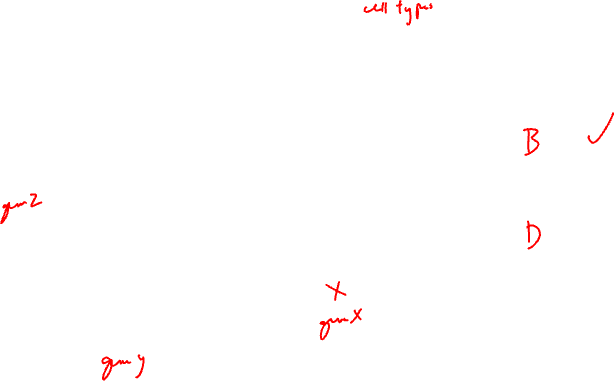 cell types
B ✓
gene Z
D
X
gene X
gene y